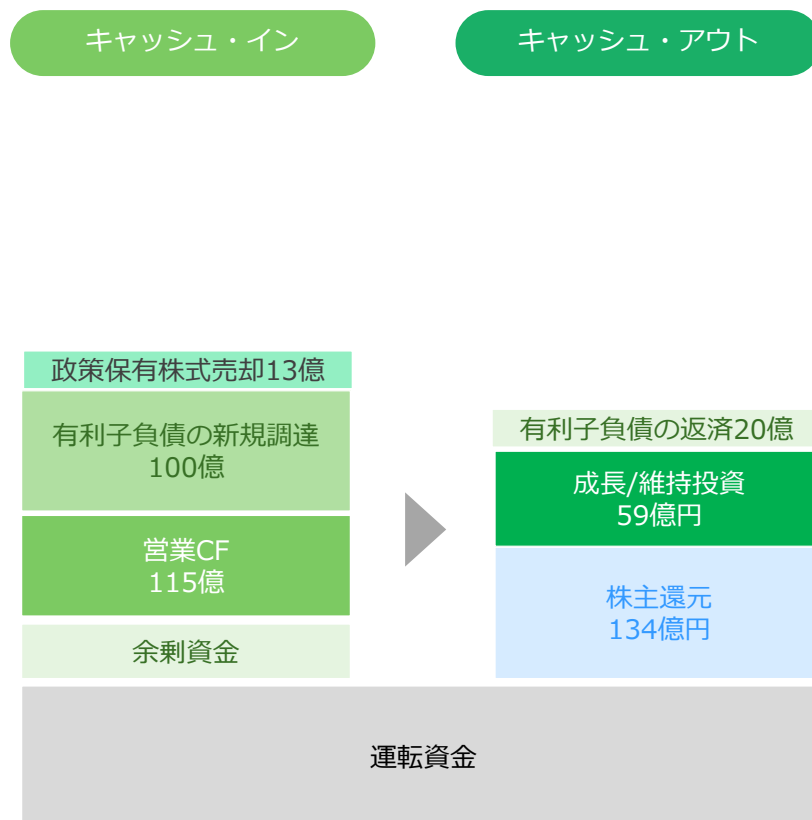 キャッシュ・イン
キャッシュ・アウト
政策保有株式売却13億
有利子負債の新規調達
100億
営業CF
115億
余剰資金
有利子負債の返済20億
成長/維持投資
59億円
株主還元
134億円
運転資金